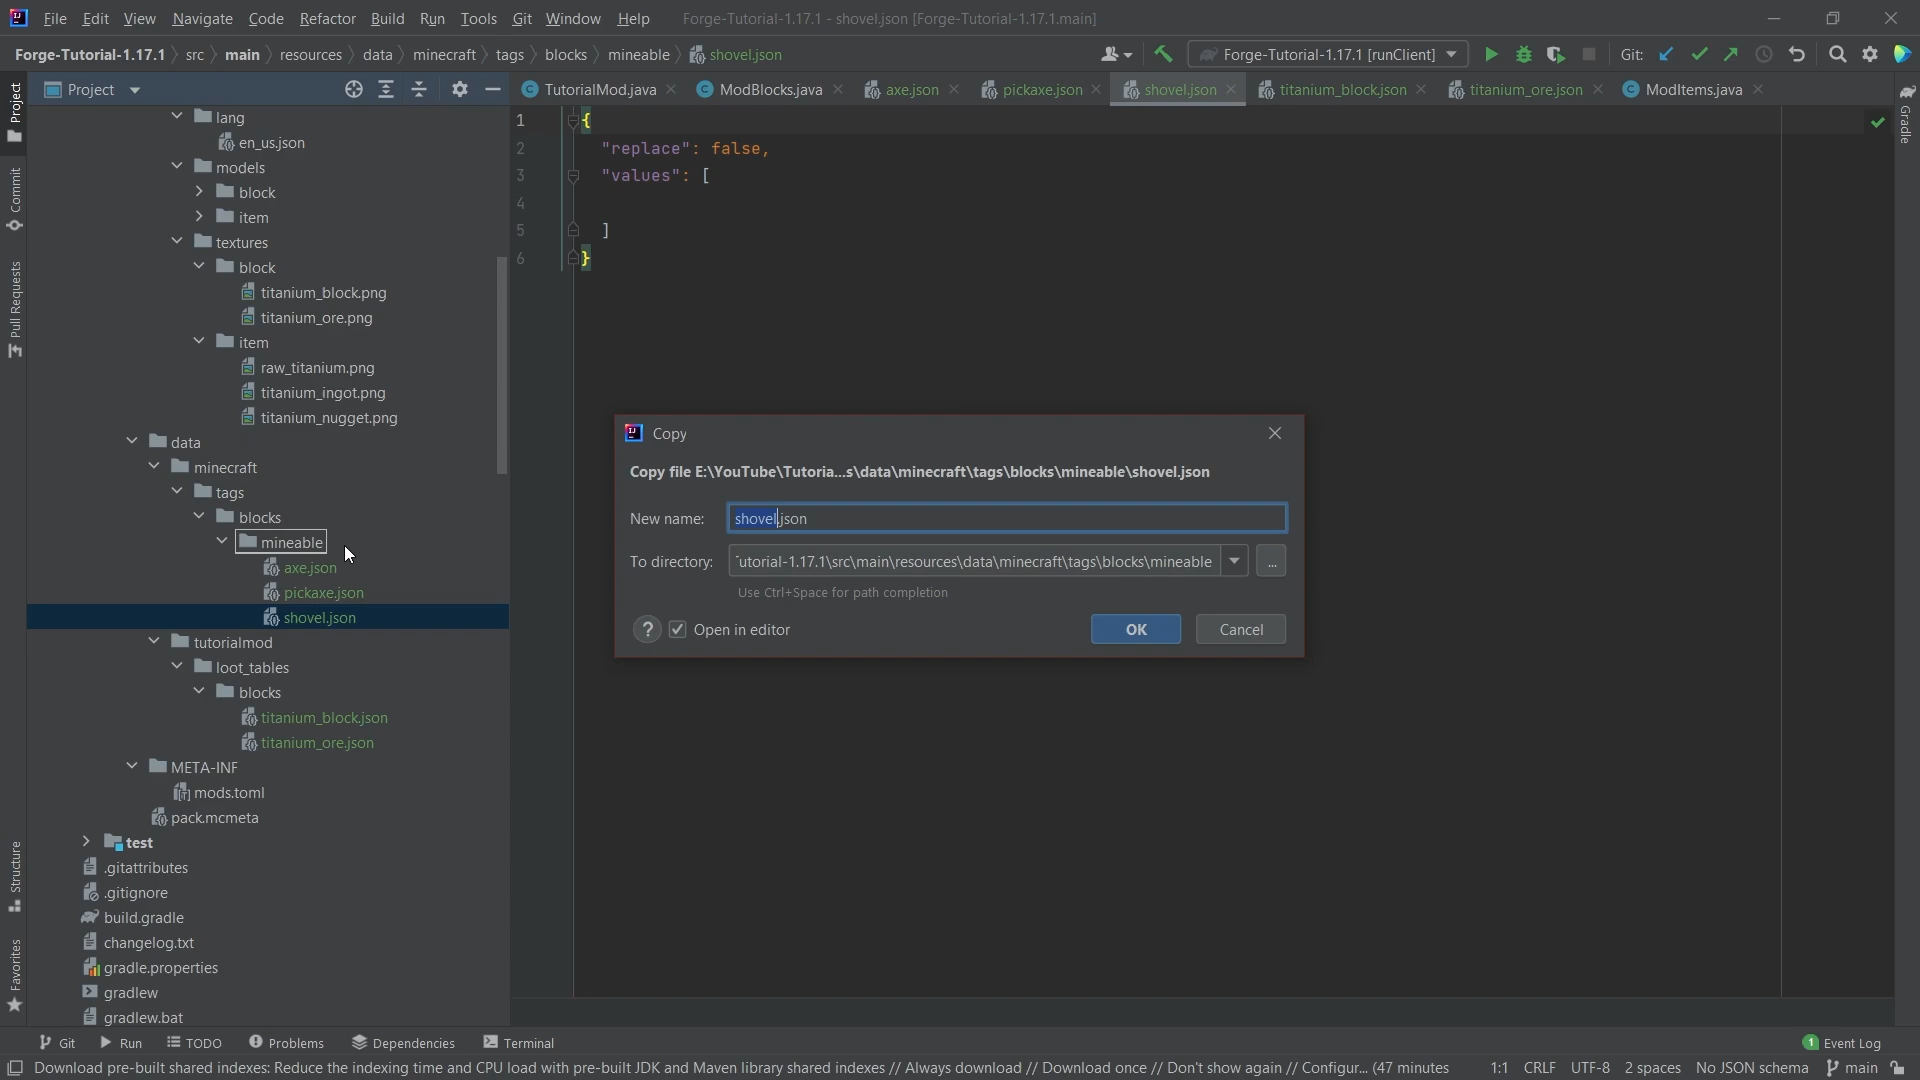 File Edit View Navigate Code Refactor Build Run Tools Git Window Help Forge-Tutorial-1.17.1 - shovel.json [Forge-Tutorial-1.17.1.main]
Forge-Tutorial-1.17.1 src main resources data minecraft tags blocks mineable shovel.json Forge-Tutorial-1.17.1 [runClient] Git:
Project TutorialMod.java ModBlocks.java axe.json pickaxe.json shovel.json titanium_block.json titanium_ore.json ModItems.java
Project
Commit
Pull Requests
Structure
Favorites
Gradle
lang
en_us.json
models
block
item
textures
block
titanium_block.png
titanium_ore.png
item
raw_titanium.png
titanium_ingot.png
titanium_nugget.png
data
minecraft
tags
blocks
mineable
axe.json
pickaxe.json
shovel.json
tutorialmod
loot_tables
blocks
titanium_block.json
titanium_ore.json
META-INF
mods.toml
pack.mcmeta
test
.gitattributes
.gitignore
build.gradle
changelog.txt
gradle.properties
gradlew
gradlew.bat
1 {
2 "replace": false,
3 "values": [
4
5 ]
6 }
Copy
Copy file E:\YouTube\Tutoria...s\data\minecraft\tags\blocks\mineable\shovel.json
New name: shovel.json
To directory: utorial-1.17.1\src\main\resources\data\minecraft\tags\blocks\mineable ...
Use Ctrl+Space for path completion
? Open in editor OK Cancel
Git Run TODO Problems Dependencies Terminal 1 Event Log
Download pre-built shared indexes: Reduce the indexing time and CPU load with pre-built JDK and Maven library shared indexes // Always download // Download once // Don't show again // Configur... (47 minutes 1:1 CRLF UTF-8 2 spaces No JSON schema main